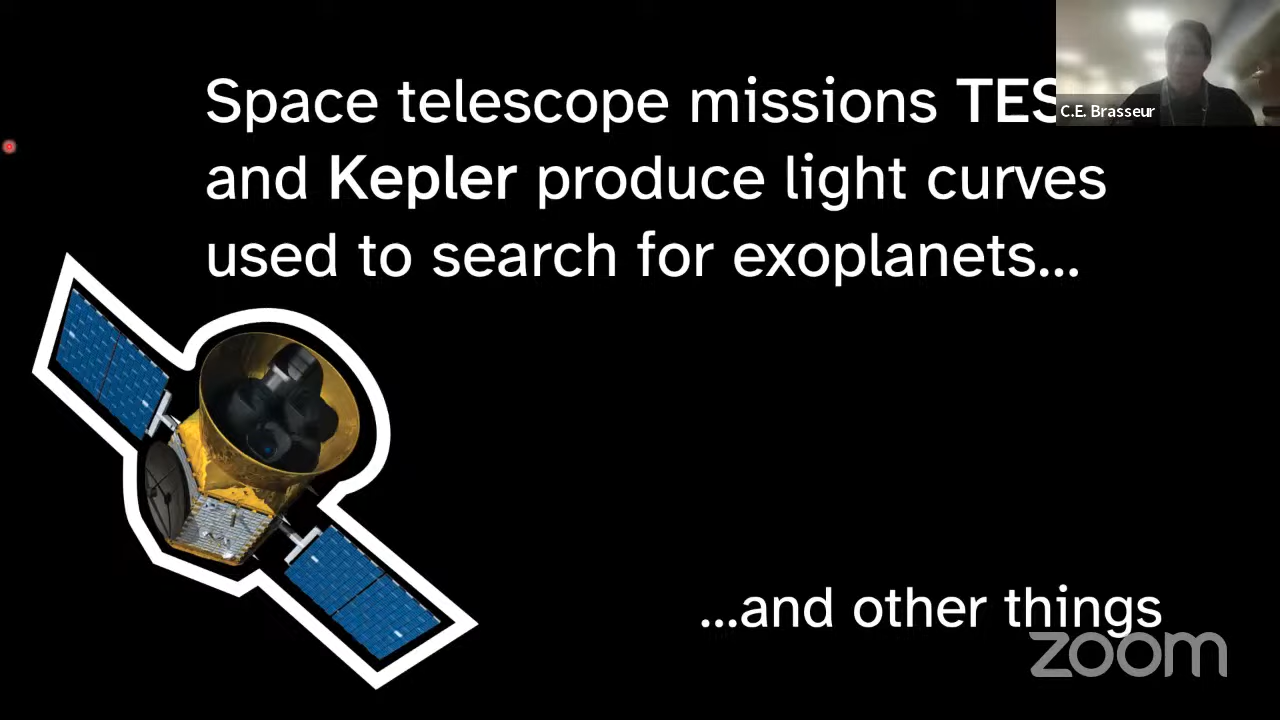 Space telescope missions TES
and Kepler produce light curves
used to search for exoplanets...
C.E. Brasseur
...and other things
zoom